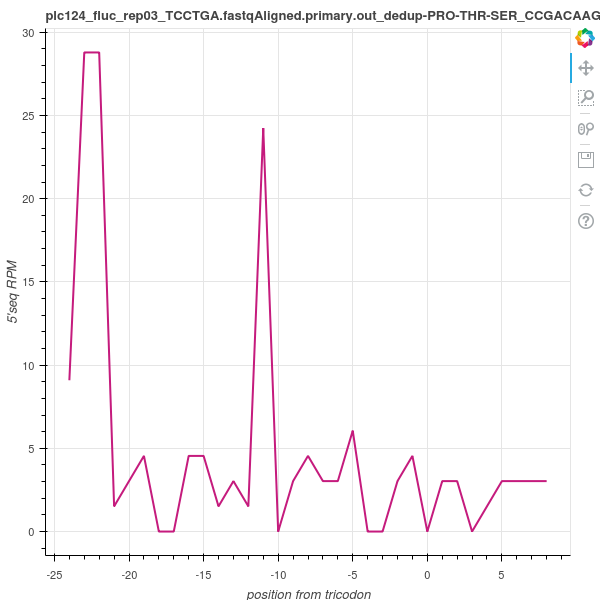 plc124_fluc_rep03_TCCTGA.fastqAligned.primary.out_dedup-PRO-THR-SER_CCGACAAG
30
25
20
15
10
5
0
5'seq RPM
-25 -20 -15 -10 -5 0 5
position from tricodon